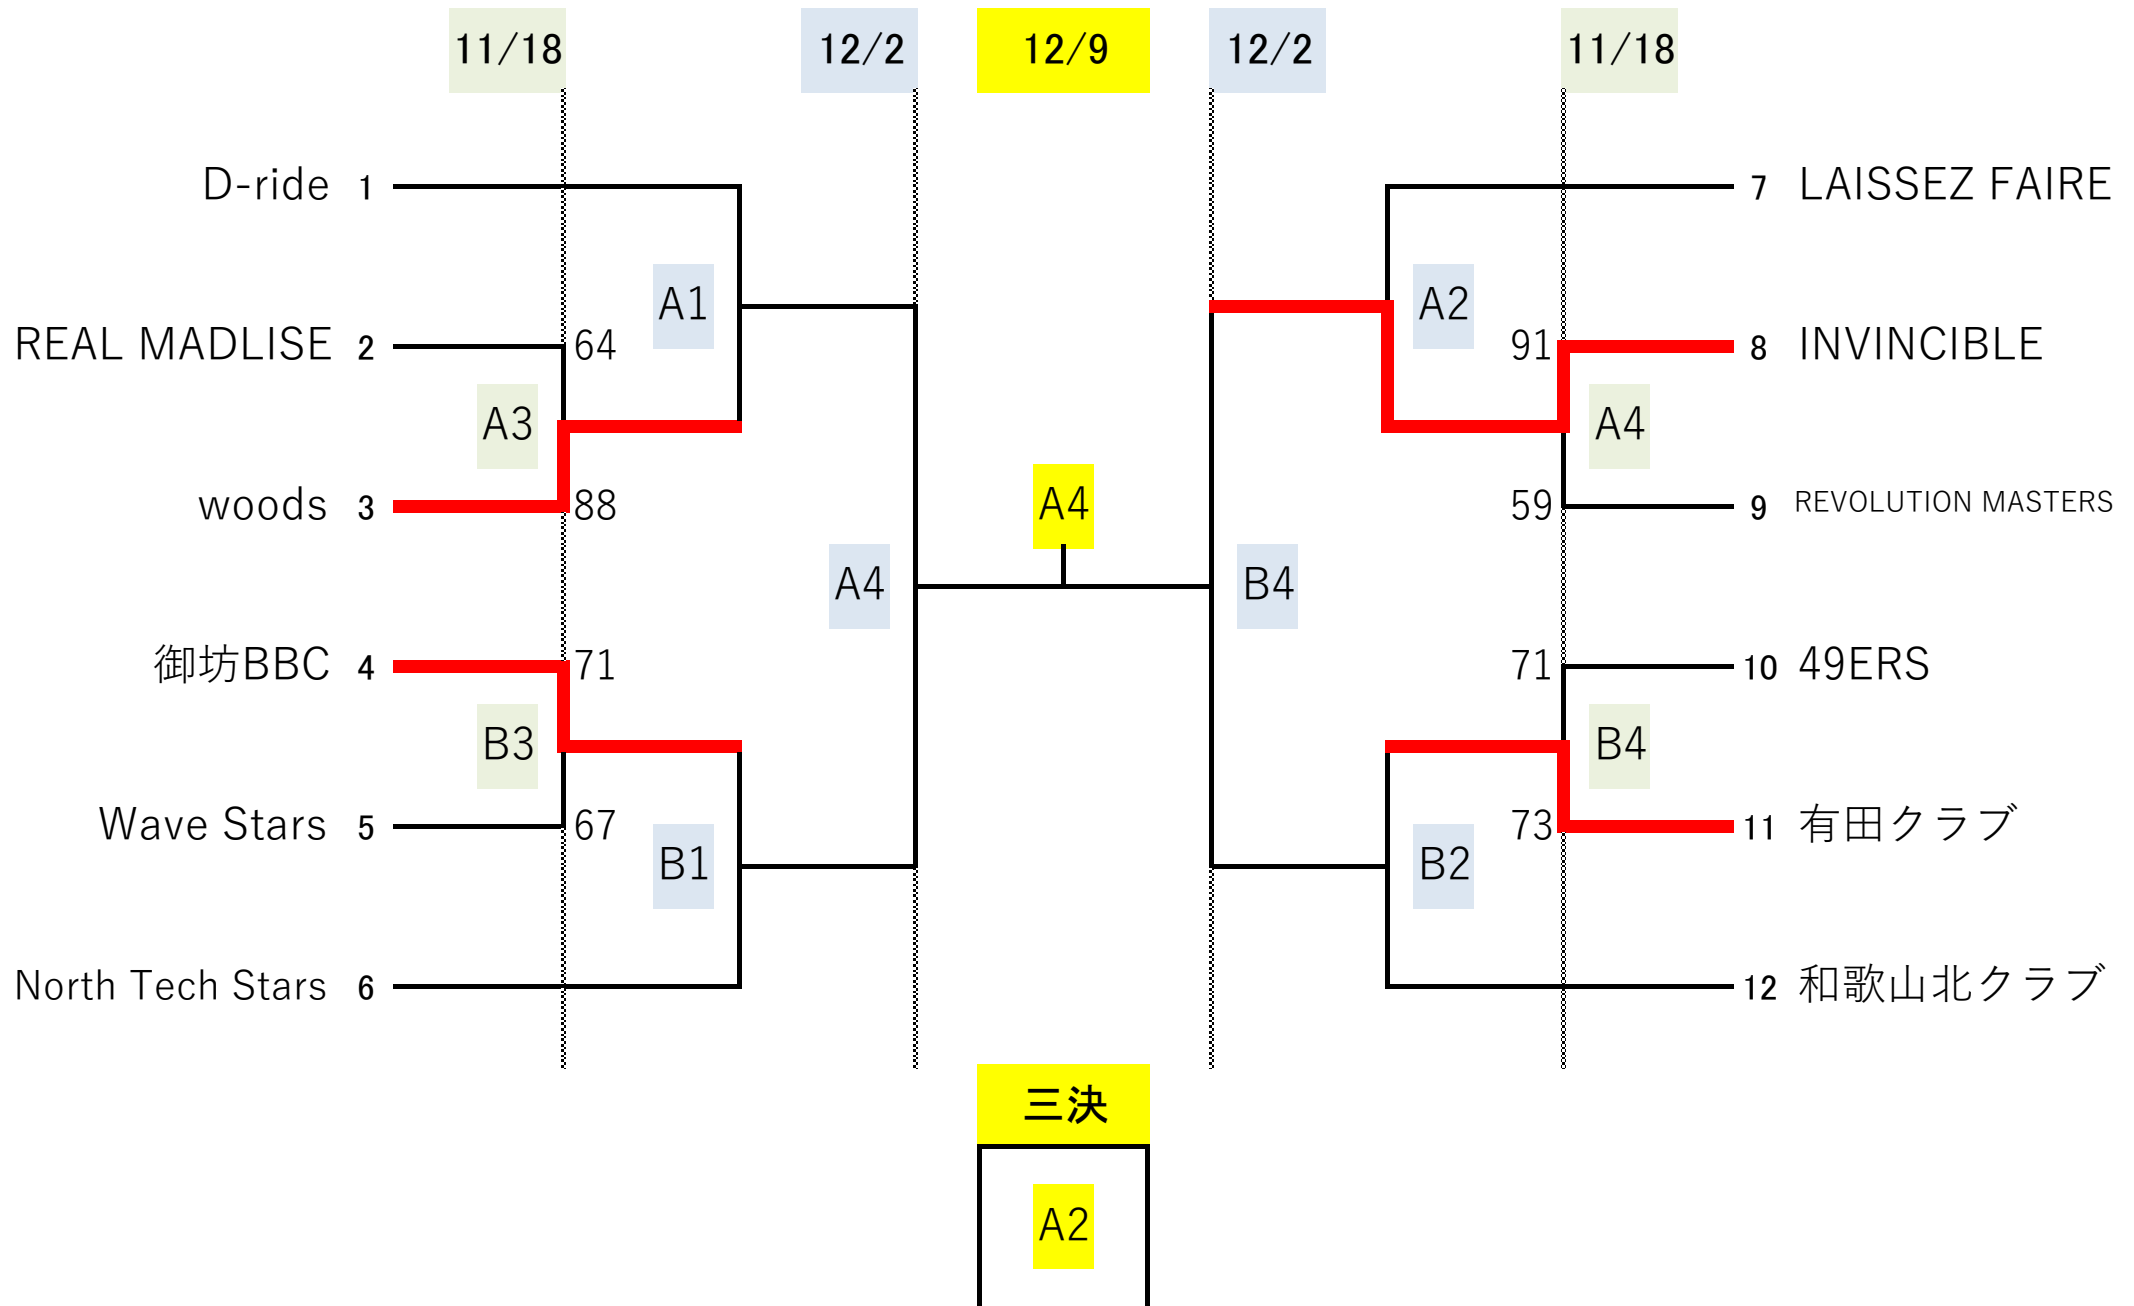 11/18 12/2 12/9 12/2 11/18
D-ride 1
7 LAISSEZ FAIRE
A1
A2
REAL MADLISE 2 64
91 8 INVINCIBLE
A3
A4
woods 3 88
A4
59 9 REVOLUTION MASTERS
A4
B4
御坊BBC 4 71
71 10 49ERS
B3
B4
Wave Stars 5 67
73 11 有田クラブ
B1
B2
North Tech Stars 6
12 和歌山北クラブ
三決
A2